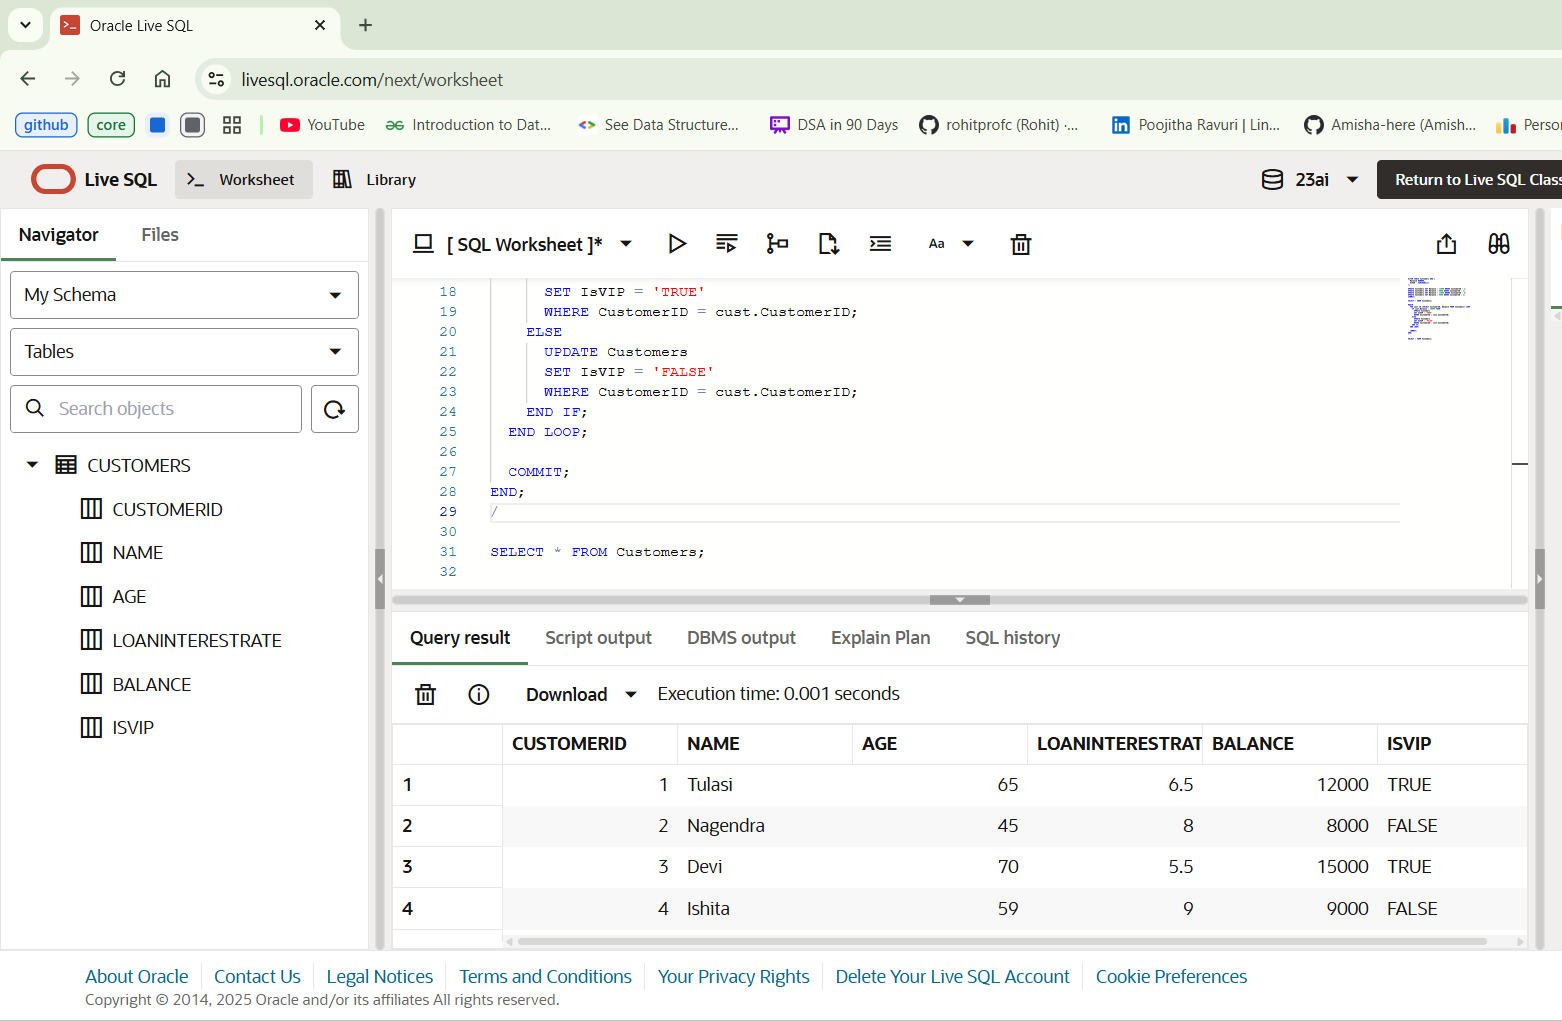 Oracle Live SQL
livesql.oracle.com/next/worksheet
github core YouTube Introduction to Dat... See Data Structure... DSA in 90 Days rohitprofc (Rohit) ·... Poojitha Ravuri | Lin... Amisha-here (Amish... Perso
Live SQL Worksheet Library 23ai Return to Live SQL Class
Navigator Files
My Schema
Tables
Search objects
CUSTOMERS
CUSTOMERID
NAME
AGE
LOANINTERESTRATE
BALANCE
ISVIP
[ SQL Worksheet ]* Aa
18 SET IsVIP = 'TRUE'
19 WHERE CustomerID = cust.CustomerID;
20 ELSE
21 UPDATE Customers
22 SET IsVIP = 'FALSE'
23 WHERE CustomerID = cust.CustomerID;
24 END IF;
25 END LOOP;
26
27 COMMIT;
28 END;
29 /
30
31 SELECT * FROM Customers;
32
Query result Script output DBMS output Explain Plan SQL history
Download Execution time: 0.001 seconds
CUSTOMERID NAME AGE LOANINTERESTRAT BALANCE ISVIP
1 1 Tulasi 65 6.5 12000 TRUE
2 2 Nagendra 45 8 8000 FALSE
3 3 Devi 70 5.5 15000 TRUE
4 4 Ishita 59 9 9000 FALSE
About Oracle Contact Us Legal Notices Terms and Conditions Your Privacy Rights Delete Your Live SQL Account Cookie Preferences
Copyright © 2014, 2025 Oracle and/or its affiliates All rights reserved.